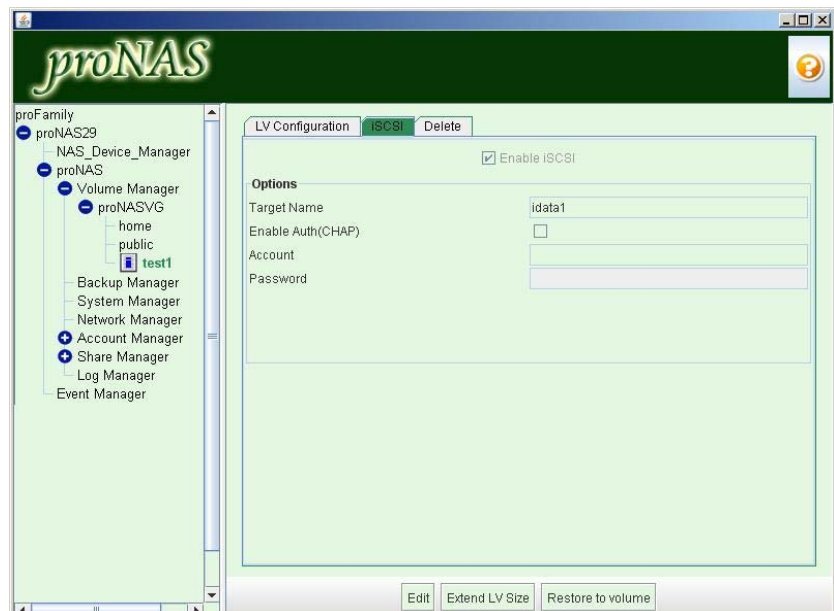 proNAS
proFamily
proNAS29
NAS_Device_Manager
proNAS
Volume Manager
proNASVG
home
public
test1
Backup Manager
System Manager
Network Manager
Account Manager
Share Manager
Log Manager
Event Manager
LV Configuration iSCSI Delete
Enable iSCSI
Options
Target Name idata1
Enable Auth(CHAP)
Account
Password
Edit Extend LV Size Restore to volume